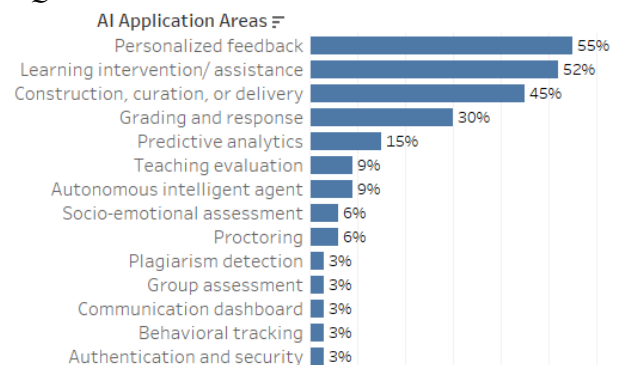 AI Application Areas
Personalized feedback 55%
Learning intervention/ assistance 52%
Construction, curation, or delivery 45%
Grading and response 30%
Predictive analytics 15%
Teaching evaluation 9%
Autonomous intelligent agent 9%
Socio-emotional assessment 6%
Proctoring 6%
Plagiarism detection 3%
Group assessment 3%
Communication dashboard 3%
Behavioral tracking 3%
Authentication and security 3%